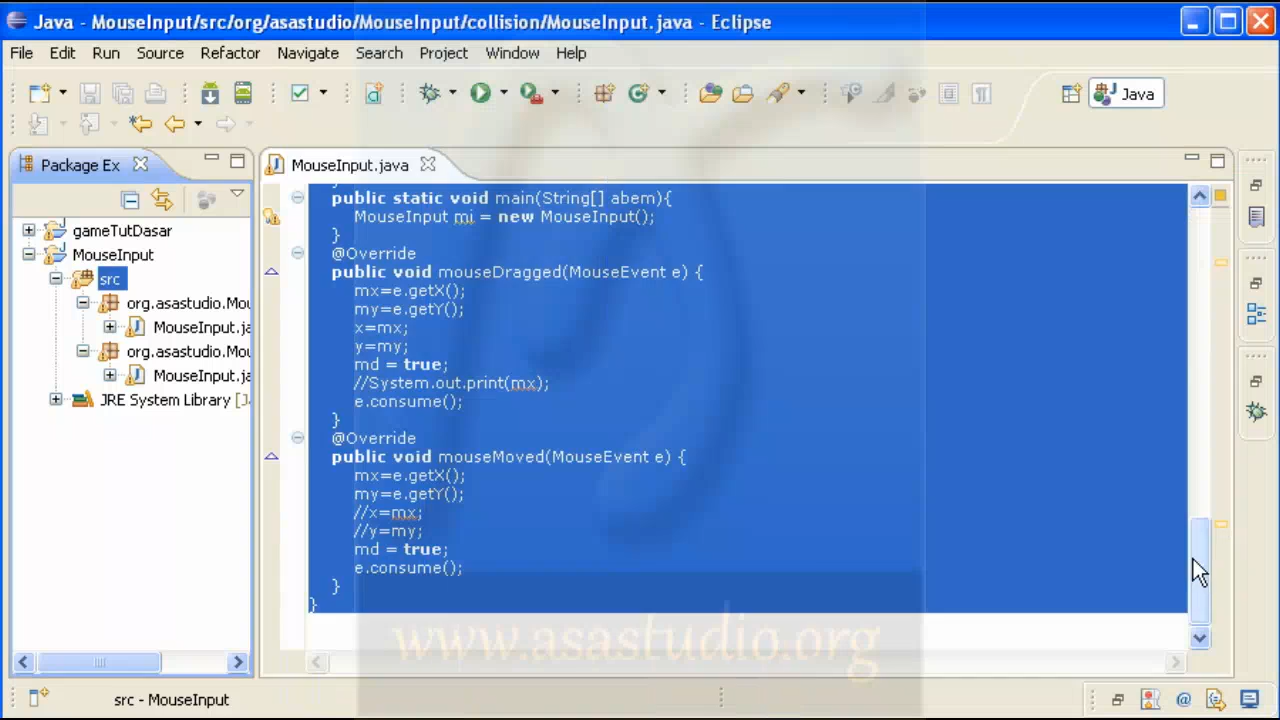 Java - MouseInput/src/org/asastudio/MouseInput/collision/MouseInput.java - Eclipse
File Edit Run Source Refactor Navigate Search Project Window Help
Java
Package Ex
MouseInput.java
gameTutDasar
MouseInput
src
org.asastudio.Mou
MouseInput.ja
org.asastudio.Mou
MouseInput.ja
JRE System Library [J
public static void main(String[] abem){
MouseInput mi = new MouseInput();
}
@Override
public void mouseDragged(MouseEvent e) {
mx=e.getX();
my=e.getY();
x=mx;
y=my;
md = true;
//System.out.print(mx);
e.consume();
}
@Override
public void mouseMoved(MouseEvent e) {
mx=e.getX();
my=e.getY();
//x=mx;
//y=my;
md = true;
e.consume();
}
}
www.asastudio.org
src - MouseInput